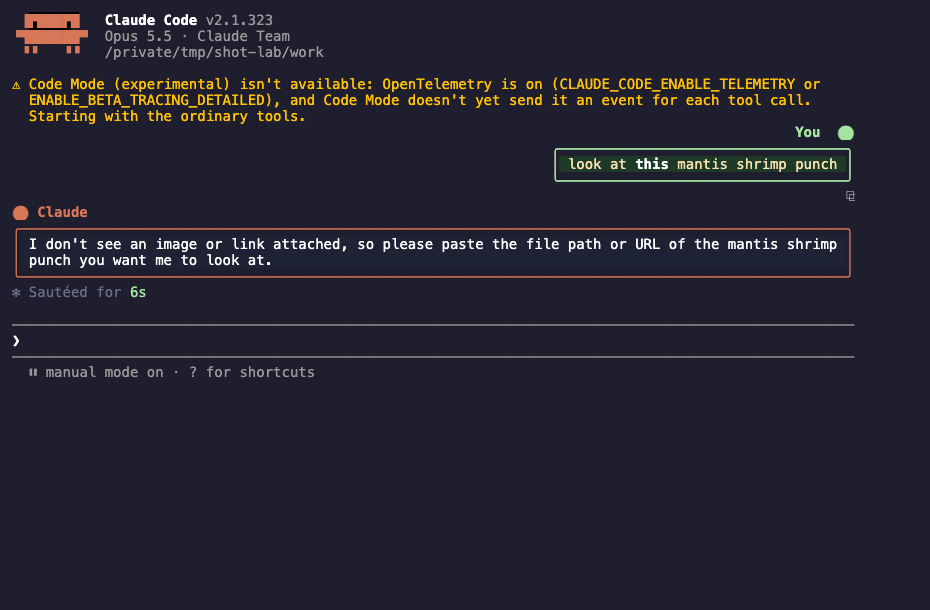 Claude Code v2.1.323
Opus 5.5 · Claude Team
/private/tmp/shot-lab/work
⚠ Code Mode (experimental) isn't available: OpenTelemetry is on (CLAUDE_CODE_ENABLE_TELEMETRY or
ENABLE_BETA_TRACING_DETAILED), and Code Mode doesn't yet send it an event for each tool call.
Starting with the ordinary tools.
You
look at this mantis shrimp punch
Claude
I don't see an image or link attached, so please paste the file path or URL of the mantis shrimp
punch you want me to look at.
✻ Sautéed for 6s
❯
⏸ manual mode on · ? for shortcuts